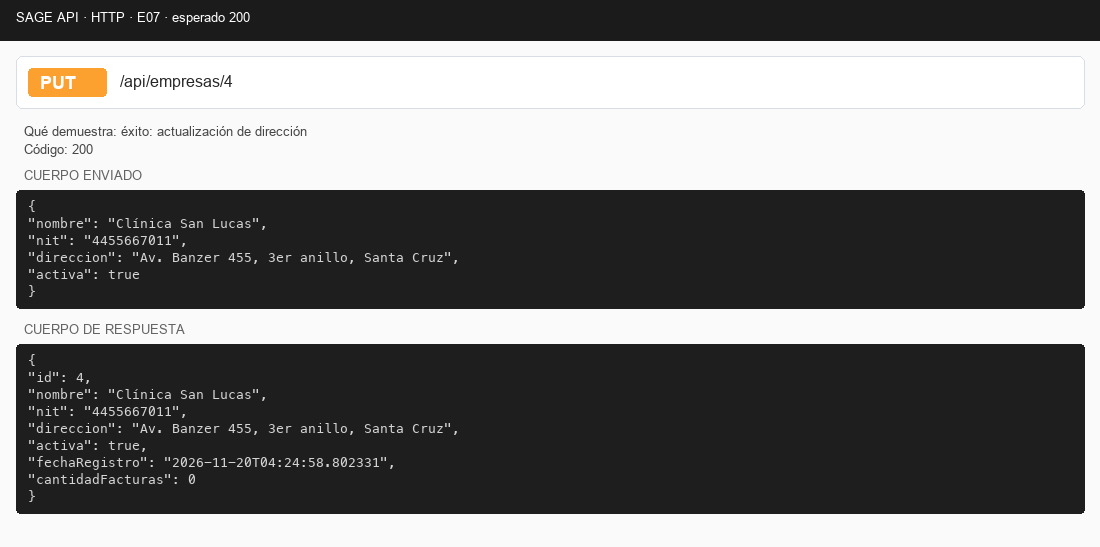 SAGE API · HTTP · E07 · esperado 200
PUT /api/empresas/4
Qué demuestra: éxito: actualización de dirección
Código: 200
CUERPO ENVIADO
{
"nombre": "Clínica San Lucas",
"nit": "4455667011",
"direccion": "Av. Banzer 455, 3er anillo, Santa Cruz",
"activa": true
}
CUERPO DE RESPUESTA
{
"id": 4,
"nombre": "Clínica San Lucas",
"nit": "4455667011",
"direccion": "Av. Banzer 455, 3er anillo, Santa Cruz",
"activa": true,
"fechaRegistro": "2026-11-20T04:24:58.802331",
"cantidadFacturas": 0
}